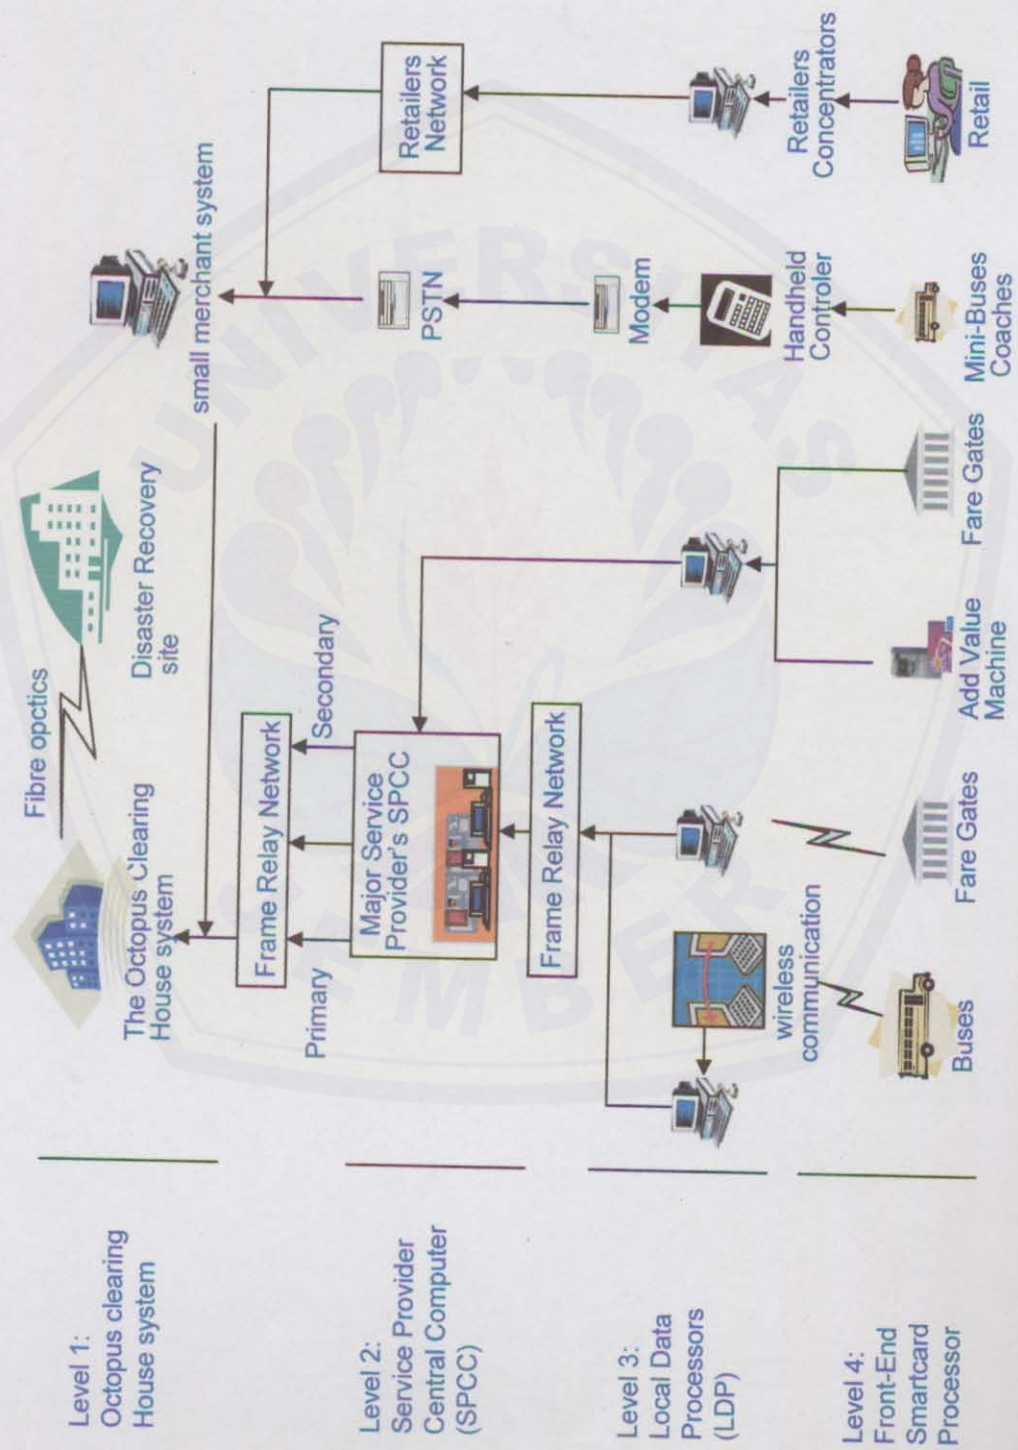 Level 1:
Octopus clearing
House system
Level 2:
Service Provider
Central Computer
(SPCC)
Level 3:
Local Data
Processors
(LDP)
Level 4:
Front-End
Smartcard
Processor
Fibre opctics
The Octopus Clearing
House system
Disaster Recovery
site
small merchant system
Primary
Frame Relay Network
Secondary
Major Service
Provider's SPCC
PSTN
Retailers
Network
Frame Relay Network
Modem
wireless
communication
Handheld
Controler
Retailers
Concentrators
Buses
Fare Gates
Add Value
Machine
Fare Gates
Mini-Buses
Coaches
Retail
UNIVERSITAS
JEMBER